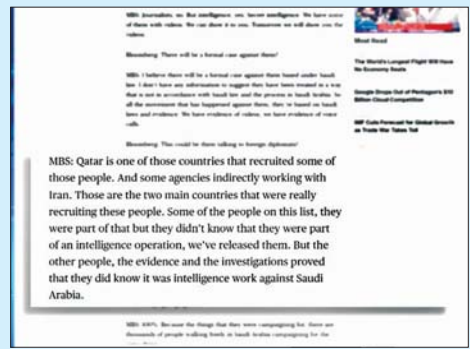 MBS: Journalists, no. But intelligence, yes. Soviet intelligence. We have some
of them with videos. We can show it to you. Tomorrow we will show you the
videos.
Bloomberg: There will be a formal case against them?
MBS: I believe there will be a formal case against them based under Saudi
law. I don't have any information to suggest they have been treated in a way
that is not in accordance with Saudi law and the process in Saudi Arabia. So
all the movement that has happened against them, they're based on Saudi
laws and evidence. We have evidence of videos, we have evidence of voice
calls.
Bloomberg: This could be them talking to foreign diplomats?
MBS: Qatar is one of those countries that recruited some of
those people. And some agencies indirectly working with
Iran. Those are the two main countries that were really
recruiting these people. Some of the people on this list, they
were part of that but they didn't know that they were part
of an intelligence operation, we've released them. But the
other people, the evidence and the investigations proved
that they did know it was intelligence work against Saudi
Arabia.
MBS: 100%. Because the things that they were campaigning for, there are
thousands of people walking freely in Saudi Arabia campaigning for the
Most Read
The World's Longest Flight Will Have
No Economy Seats
Google Drops Out of Pentagon's $10
Billion Cloud Competition
IMF Cuts Forecast for Global Growth
as Trade War Takes Toll